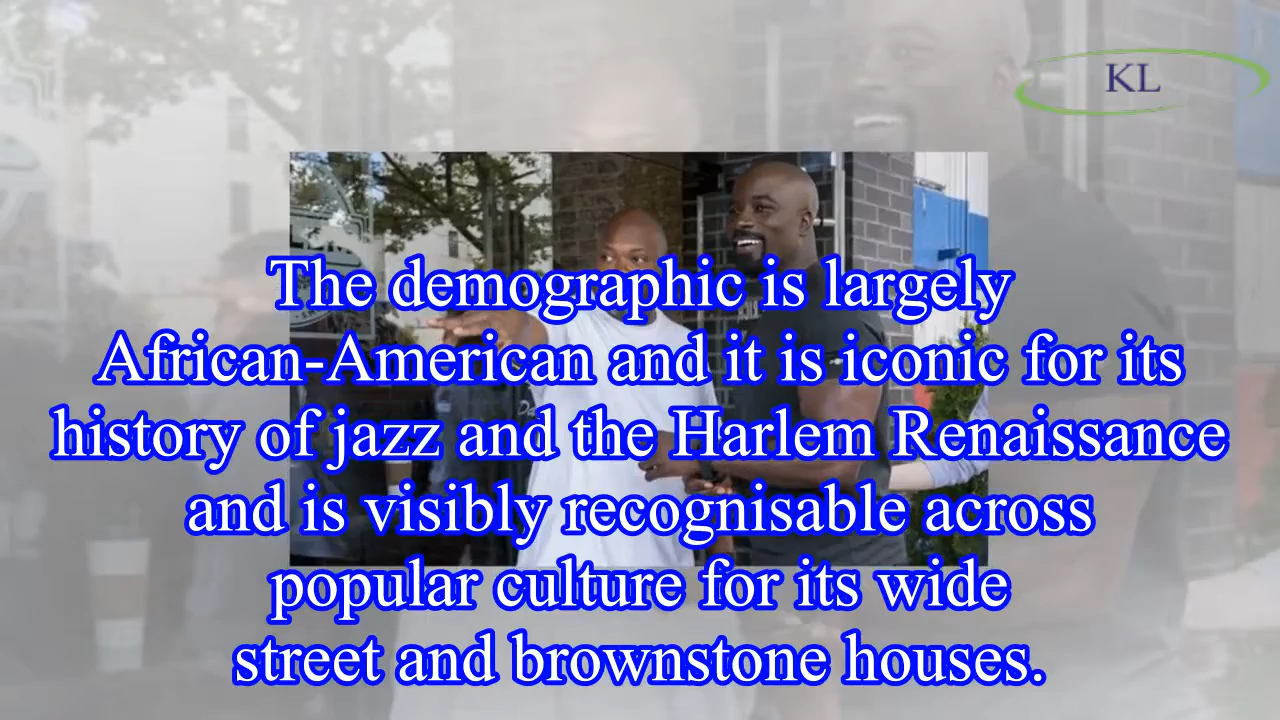 KL
The demographic is largely
African-American and it is iconic for its
history of jazz and the Harlem Renaissance
and is visibly recognisable across
popular culture for its wide
street and brownstone houses.